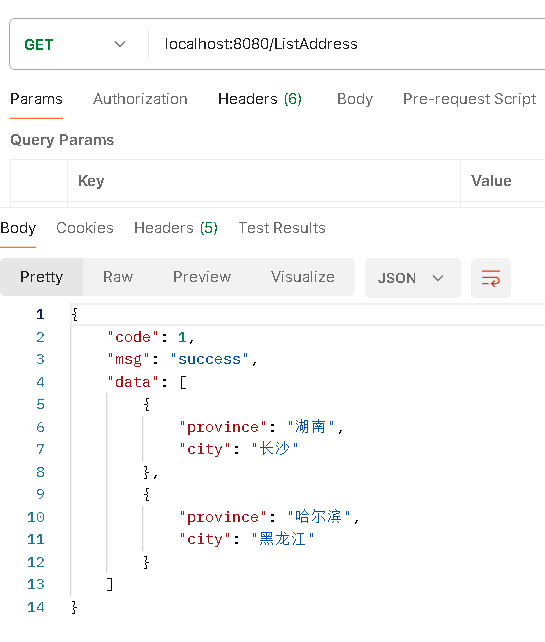 GET localhost:8080/ListAddress
Params Authorization Headers (6) Body Pre-request Script
Query Params
Key Value
Body Cookies Headers (5) Test Results
Pretty Raw Preview Visualize JSON
1 {
2 "code": 1,
3 "msg": "success",
4 "data": [
5 {
6 "province": "湖南",
7 "city": "长沙"
8 },
9 {
10 "province": "哈尔滨",
11 "city": "黑龙江"
12 }
13 ]
14 }